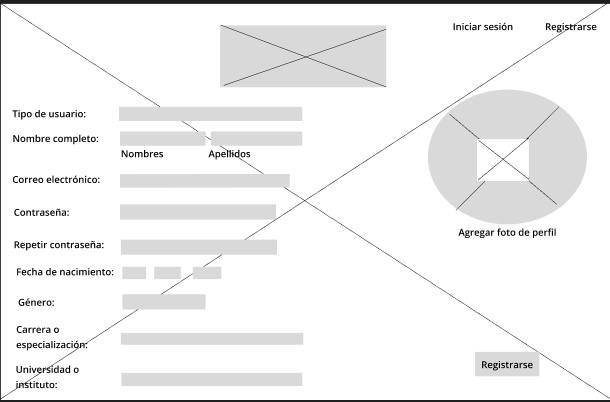 Iniciar sesión Registrarse
Tipo de usuario:
Nombre completo:
Nombres Apellidos
Correo electrónico:
Contraseña:
Agregar foto de perfil
Repetir contraseña:
Fecha de nacimiento:
Género:
Carrera o
especialización:
Universidad o
instituto:
Registrarse